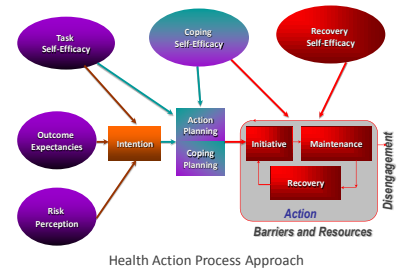 Task
Self-Efficacy
Coping
Self-Efficacy
Recovery
Self-Efficacy
Outcome
Expectancies
Intention
Action
Planning
Coping
Planning
Initiative
Maintenance
Recovery
Disengagement
Risk
Perception
Action
Barriers and Resources
Health Action Process Approach